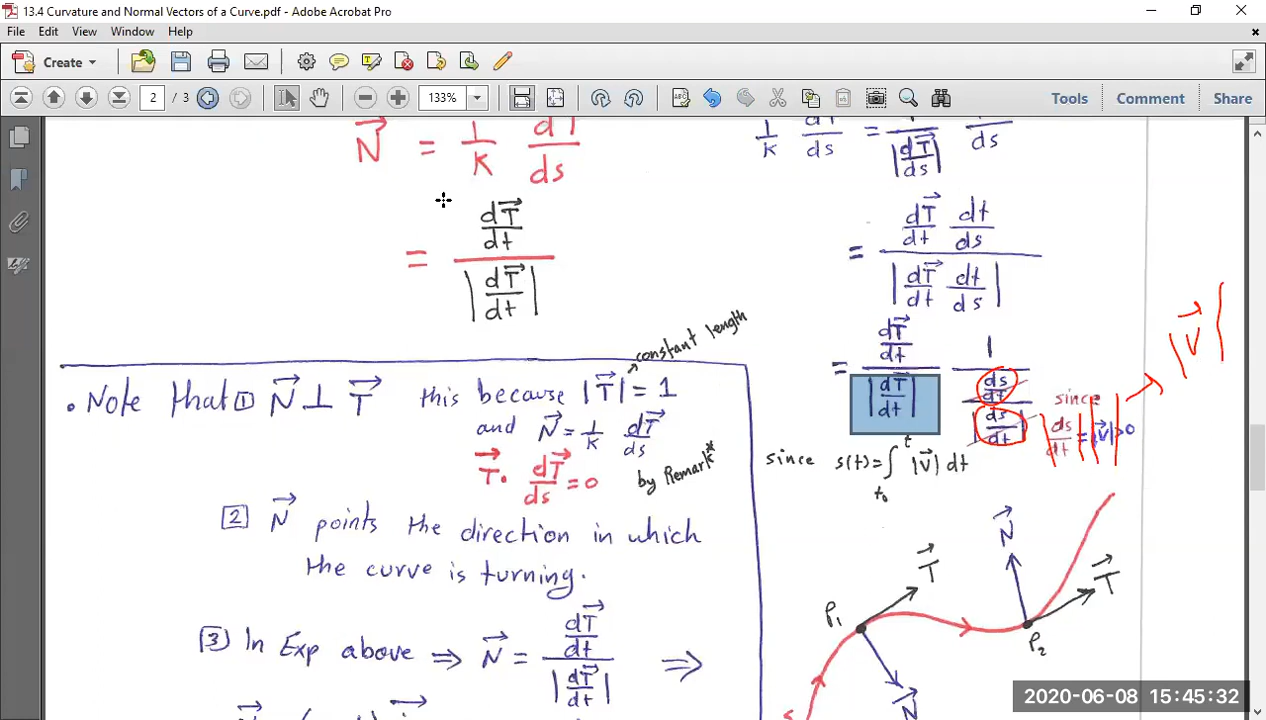 13.4 Curvature and Normal Vectors of a Curve.pdf - Adobe Acrobat Pro
File Edit View Window Help
Create
2 / 3 133% Tools Comment Share
N⃗ = 1/κ dT⃗/ds
= dT⃗/dt / |dT⃗/dt|
1/κ dT⃗/ds = 1/|dT⃗/ds| dT⃗/ds
= dT⃗/dt dt/ds / |dT⃗/dt dt/ds|
= dT⃗/dt / |dT⃗/dt| 1 ds/dt / |ds/dt|
since
ds/dt = |v⃗| > 0
|v⃗|
since s(t) = ∫ₜ₀ᵗ |v⃗| dt
constant length
. Note that 1 N⃗ ⊥ T⃗ this because |T⃗| = 1
and N⃗ = 1/κ dT⃗/ds
T⃗ . dT⃗/ds = 0 by Remark*
2 N⃗ points the direction in which
the curve is turning.
3 In Exp above ⇒ N⃗ = dT⃗/dt / |dT⃗/dt| ⇒
N⃗
T⃗
T⃗
P₁
P₂
N⃗
2020-06-08 15:45:32